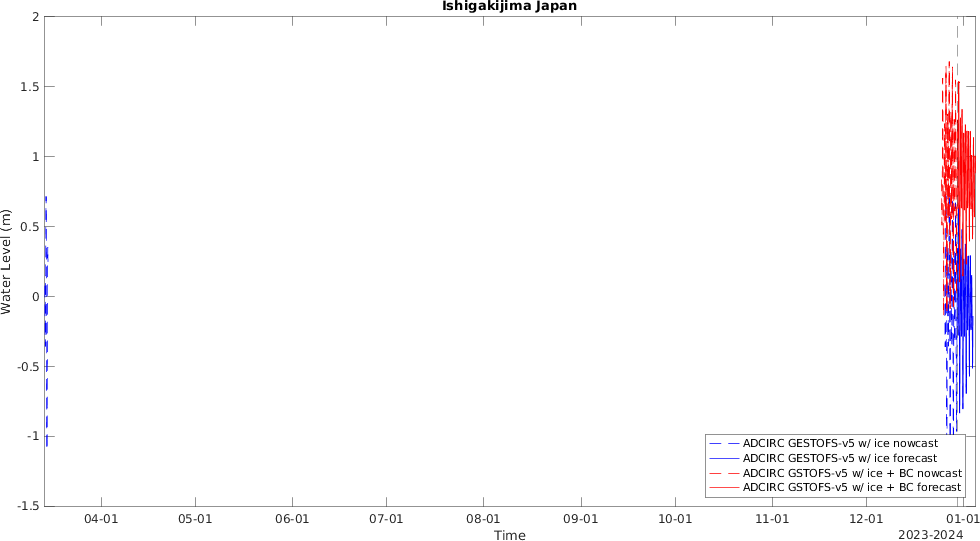 Ishigakijima Japan
2
1.5
1
0.5
0
-0.5
-1
-1.5
Water Level (m)
ADCIRC GESTOFS-v5 w/ ice nowcast
ADCIRC GESTOFS-v5 w/ ice forecast
ADCIRC GSTOFS-v5 w/ ice + BC nowcast
ADCIRC GSTOFS-v5 w/ ice + BC forecast
04-01 05-01 06-01 07-01 08-01 09-01 10-01 11-01 12-01 01-01
Time
2023-2024